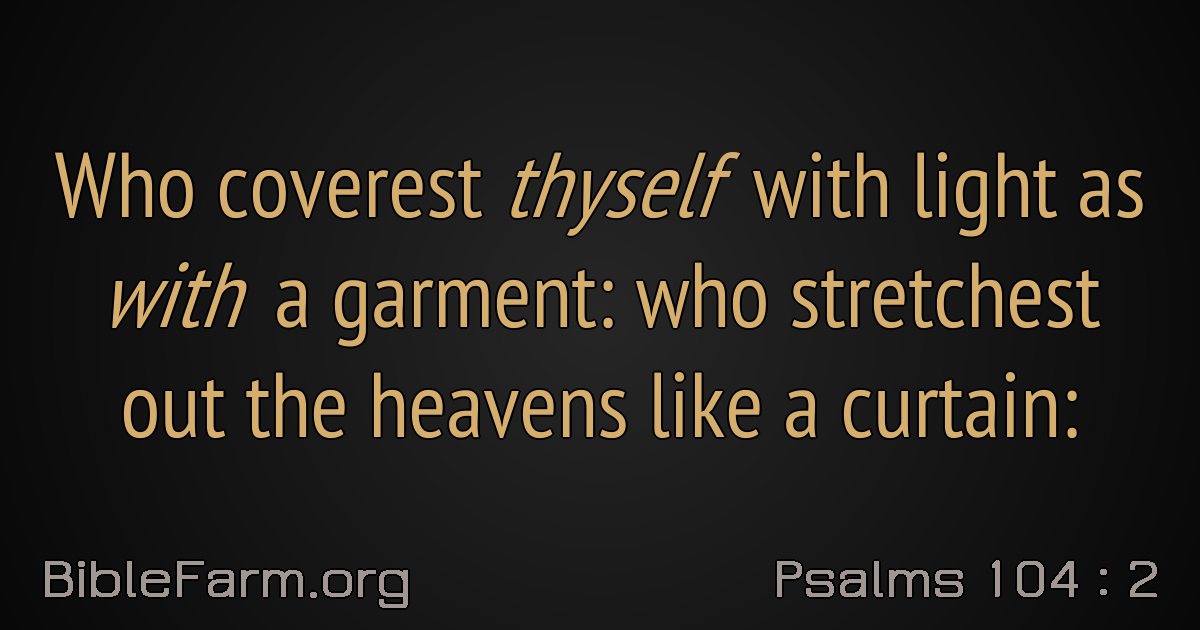 Who coverest thyself with light as
with a garment: who stretchest
out the heavens like a curtain:
BibleFarm.org
Psalms 104 : 2